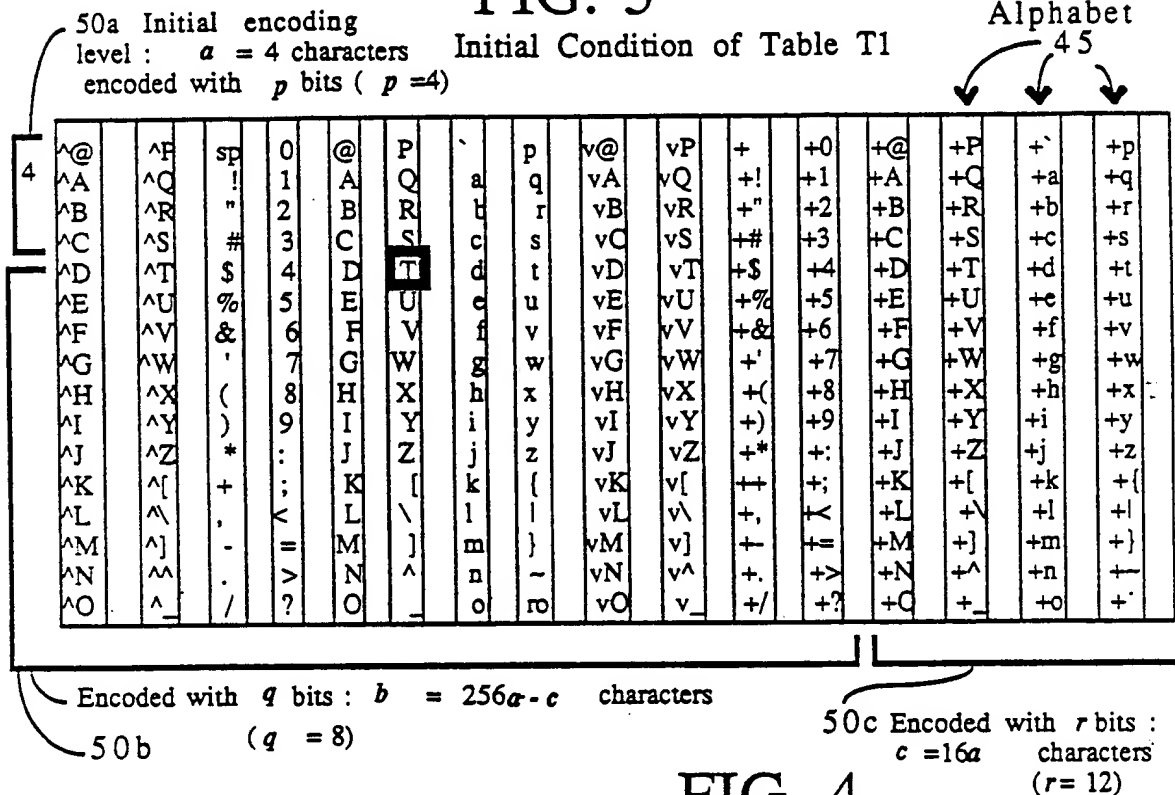 FIG. 3
50a Initial encoding
level : a = 4 characters
encoded with p bits ( p =4)
Initial Condition of Table T1
Alphabet
45
4
^@ ^P sp 0 @ P ` p v@ vP + +0 +@ +P +` +p
^A ^Q ! 1 A Q a q vA vQ +! +1 +A +Q +a +q
^B ^R " 2 B R b r vB vR +" +2 +B +R +b +r
^C ^S # 3 C S c s vC vS +# +3 +C +S +c +s
^D ^T $ 4 D T d t vD vT +$ +4 +D +T +d +t
^E ^U % 5 E U e u vE vU +% +5 +E +U +e +u
^F ^V & 6 F V f v vF vV +& +6 +F +V +f +v
^G ^W ' 7 G W g w vG vW +' +7 +G +W +g +w
^H ^X ( 8 H X h x vH vX +( +8 +H +X +h +x
^I ^Y ) 9 I Y i y vI vY +) +9 +I +Y +i +y
^J ^Z * : J Z j z vJ vZ +* +: +J +Z +j +z
^K ^[ + ; K [ k { vK v[ ++ +; +K +[ +k +{
^L ^\ , < L \ l | vL v\ +, +< +L +\ +l +|
^M ^] - = M ] m } vM v] +- += +M +] +m +}
^N ^^ . > N ^ n ~ vN v^ +. +> +N +^ +n +~
^O ^_ / ? O _ o ro vO v_ +/ +? +O +_ +o +
Encoded with q bits : b = 256a - c characters
(q = 8)
50b
50c Encoded with r bits :
c =16a characters
(r= 12)
FIG. 4